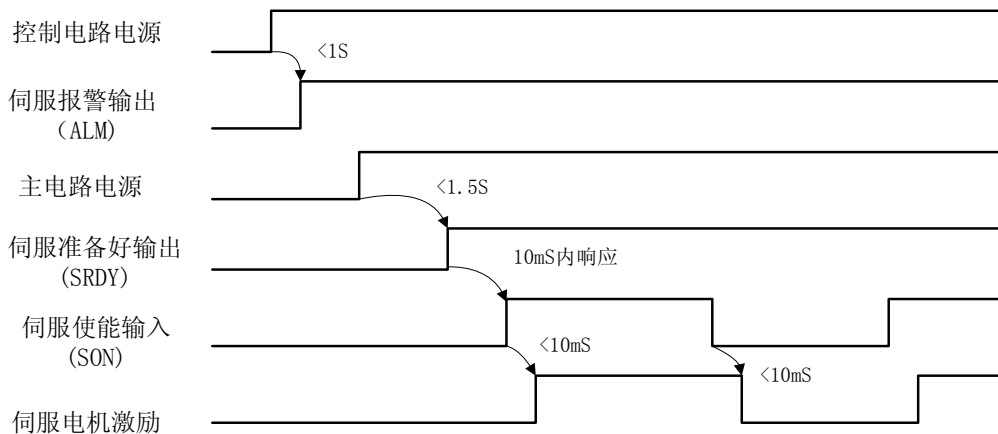 控制电路电源
<1S
伺服报警输出
(ALM)
主电路电源
<1.5S
伺服准备好输出
(SRDY)
10mS内响应
伺服使能输入
(SON)
<10mS
<10mS
伺服电机激励